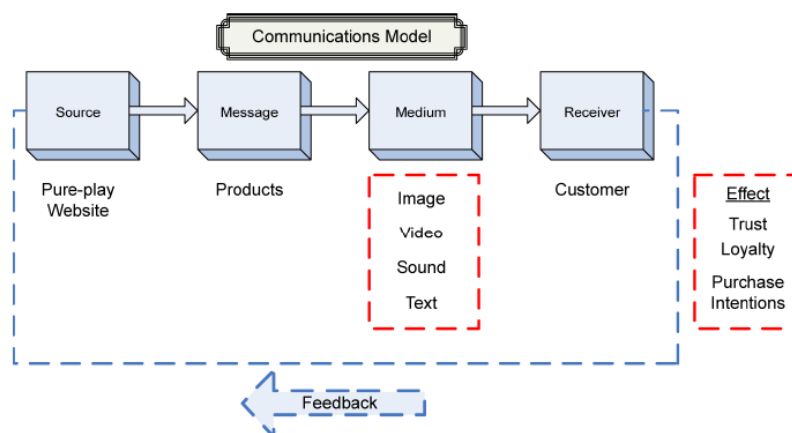 Communications Model
Source
Message
Medium
Receiver
Pure-play
Website
Products
Customer
Image
Video
Sound
Text
Effect
Trust
Loyalty
Purchase
Intentions
Feedback